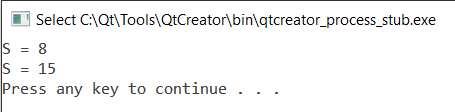 Select C:\Qt\Tools\QtCreator\bin\qtcreator_process_stub.exe
S = 8
S = 15
Press any key to continue . . .